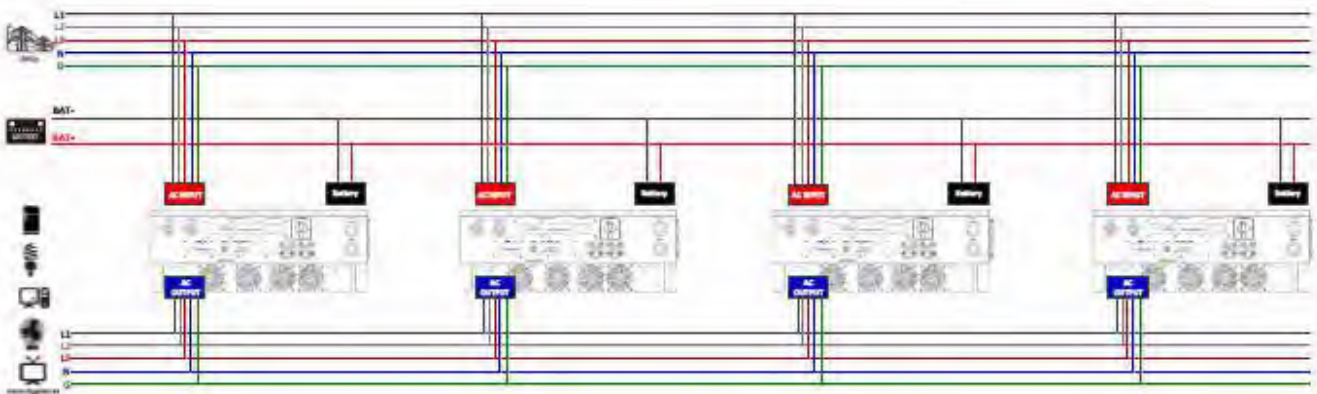 L1
L2
L3
N
G
BAT-
BAT+
AC INPUT
Battery
AC INPUT
Battery
AC INPUT
Battery
AC INPUT
Battery
AC
OUTPUT
AC
OUTPUT
AC
OUTPUT
AC
OUTPUT
L1
L2
L3
N
G